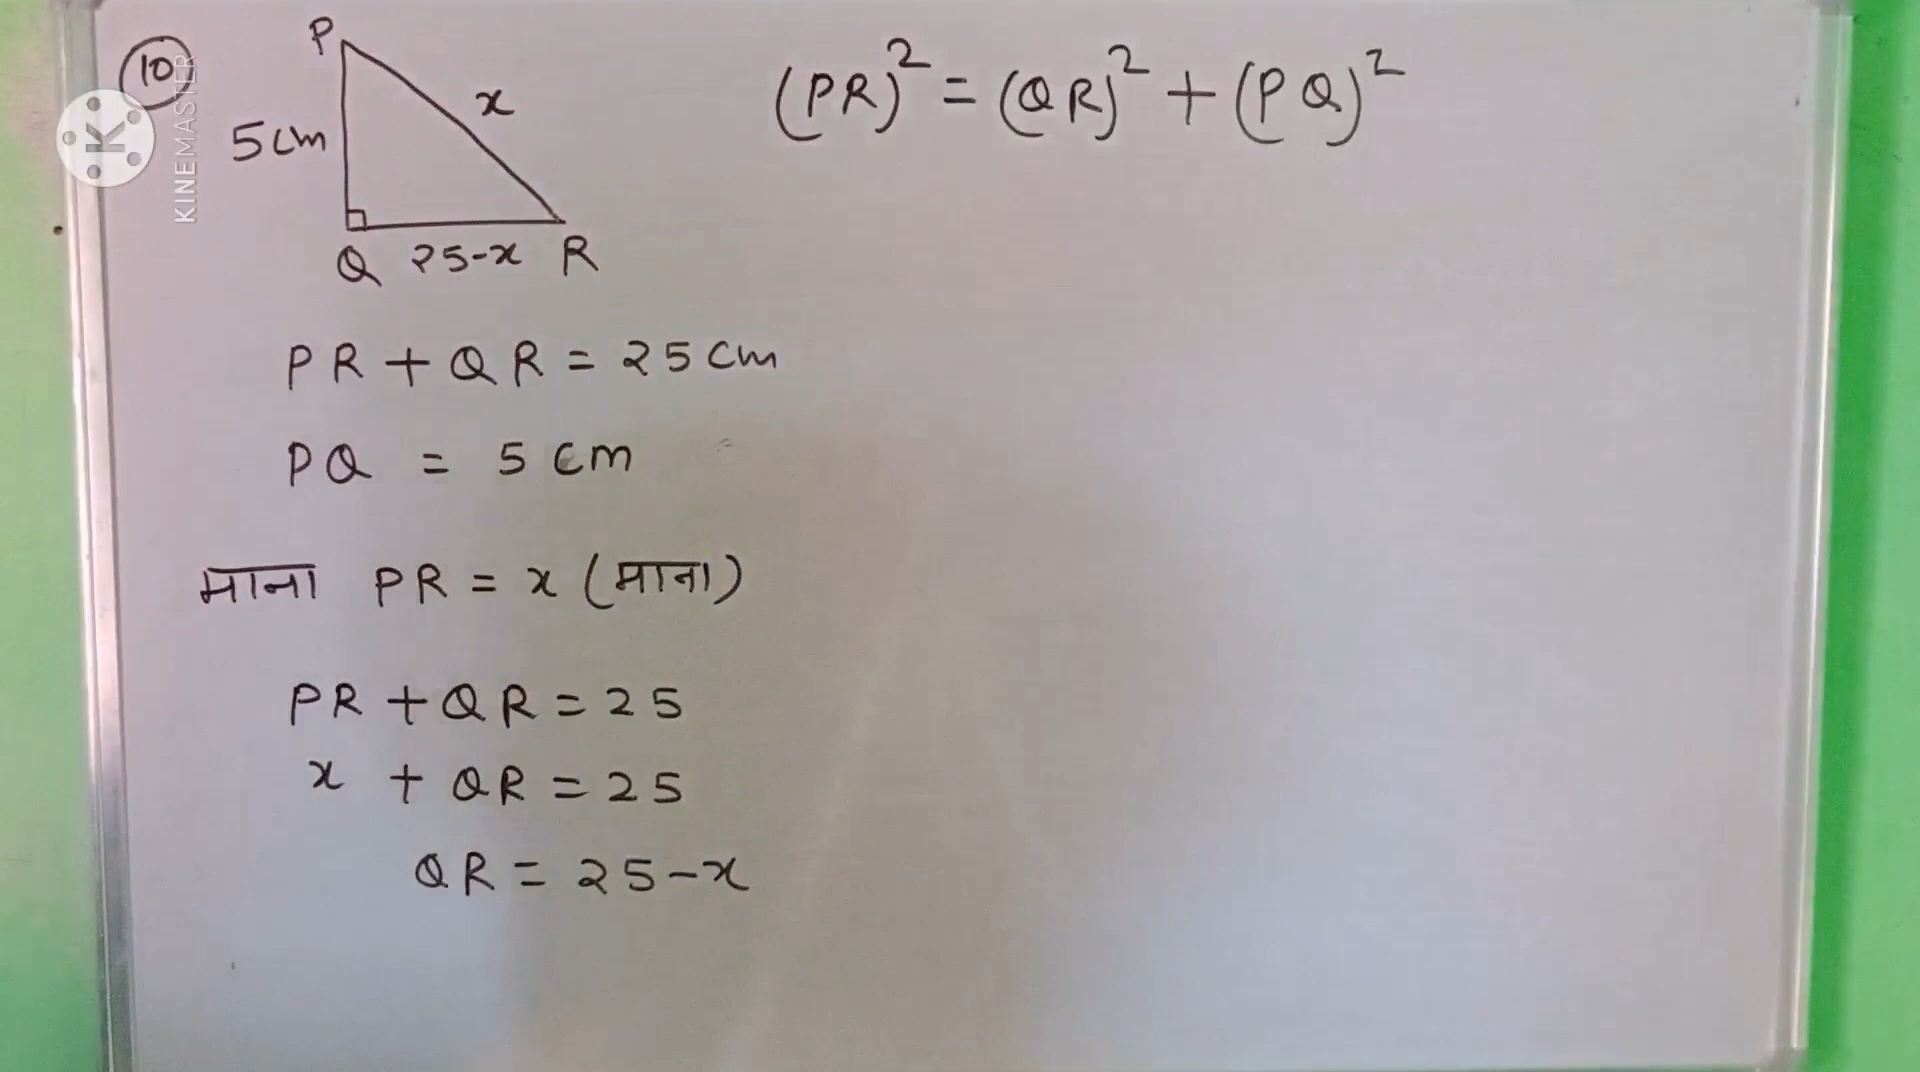 10
P
x
5cm
Q 25-x R
(PR)² = (QR)² + (PQ)²
PR + QR = 25 cm
PQ = 5 cm
माना PR = x (माना)
PR + QR = 25
x + QR = 25
QR = 25-x
K
KINEMASTER